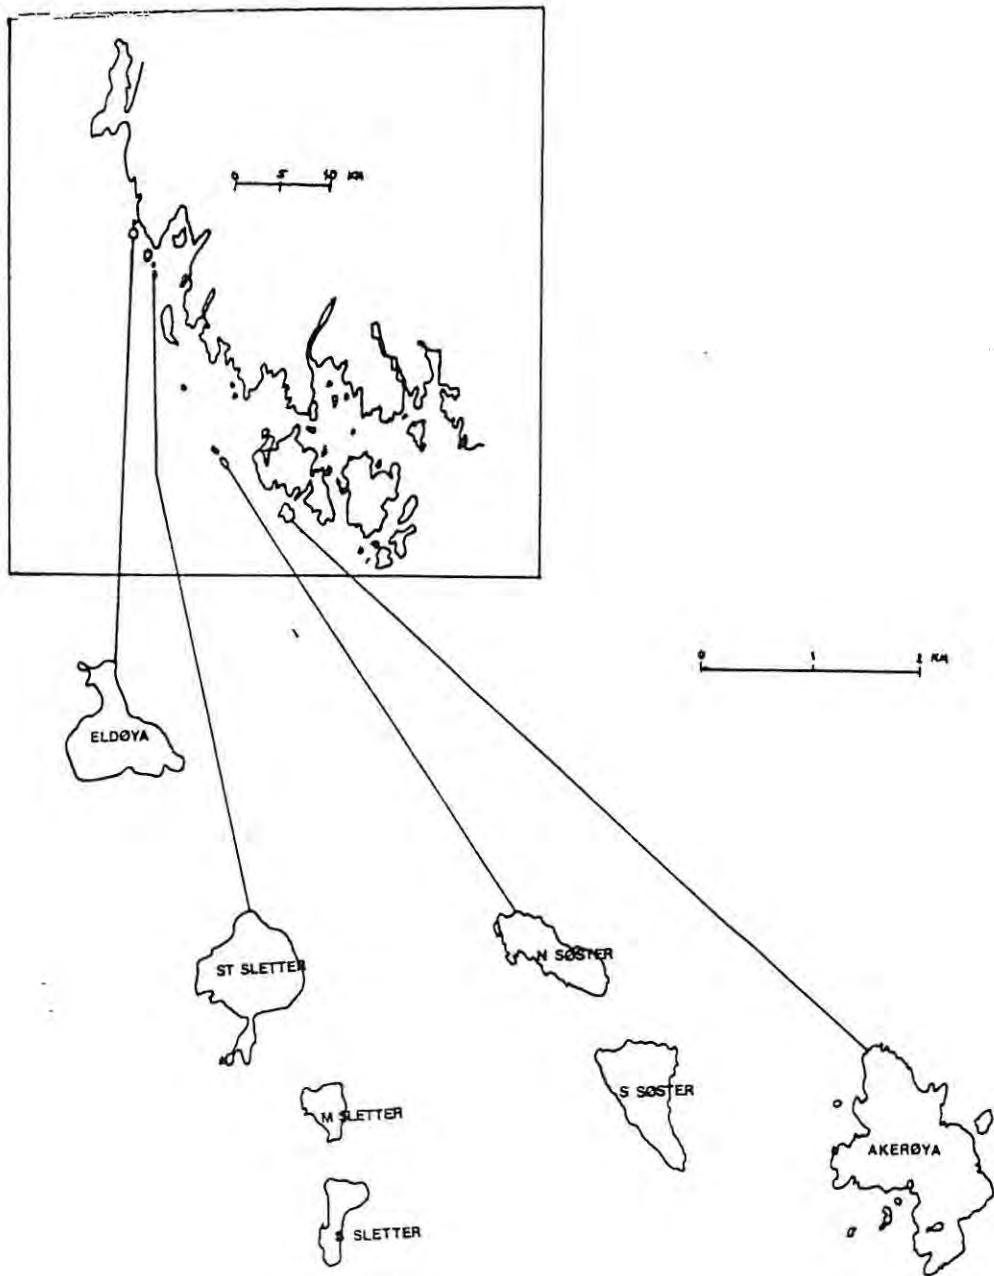 0 5 10 KM
0 1 2 KM
ELDØYA
N SØSTER
ST SLETTER
S SØSTER
M SLETTER
AKERØYA
S SLETTER